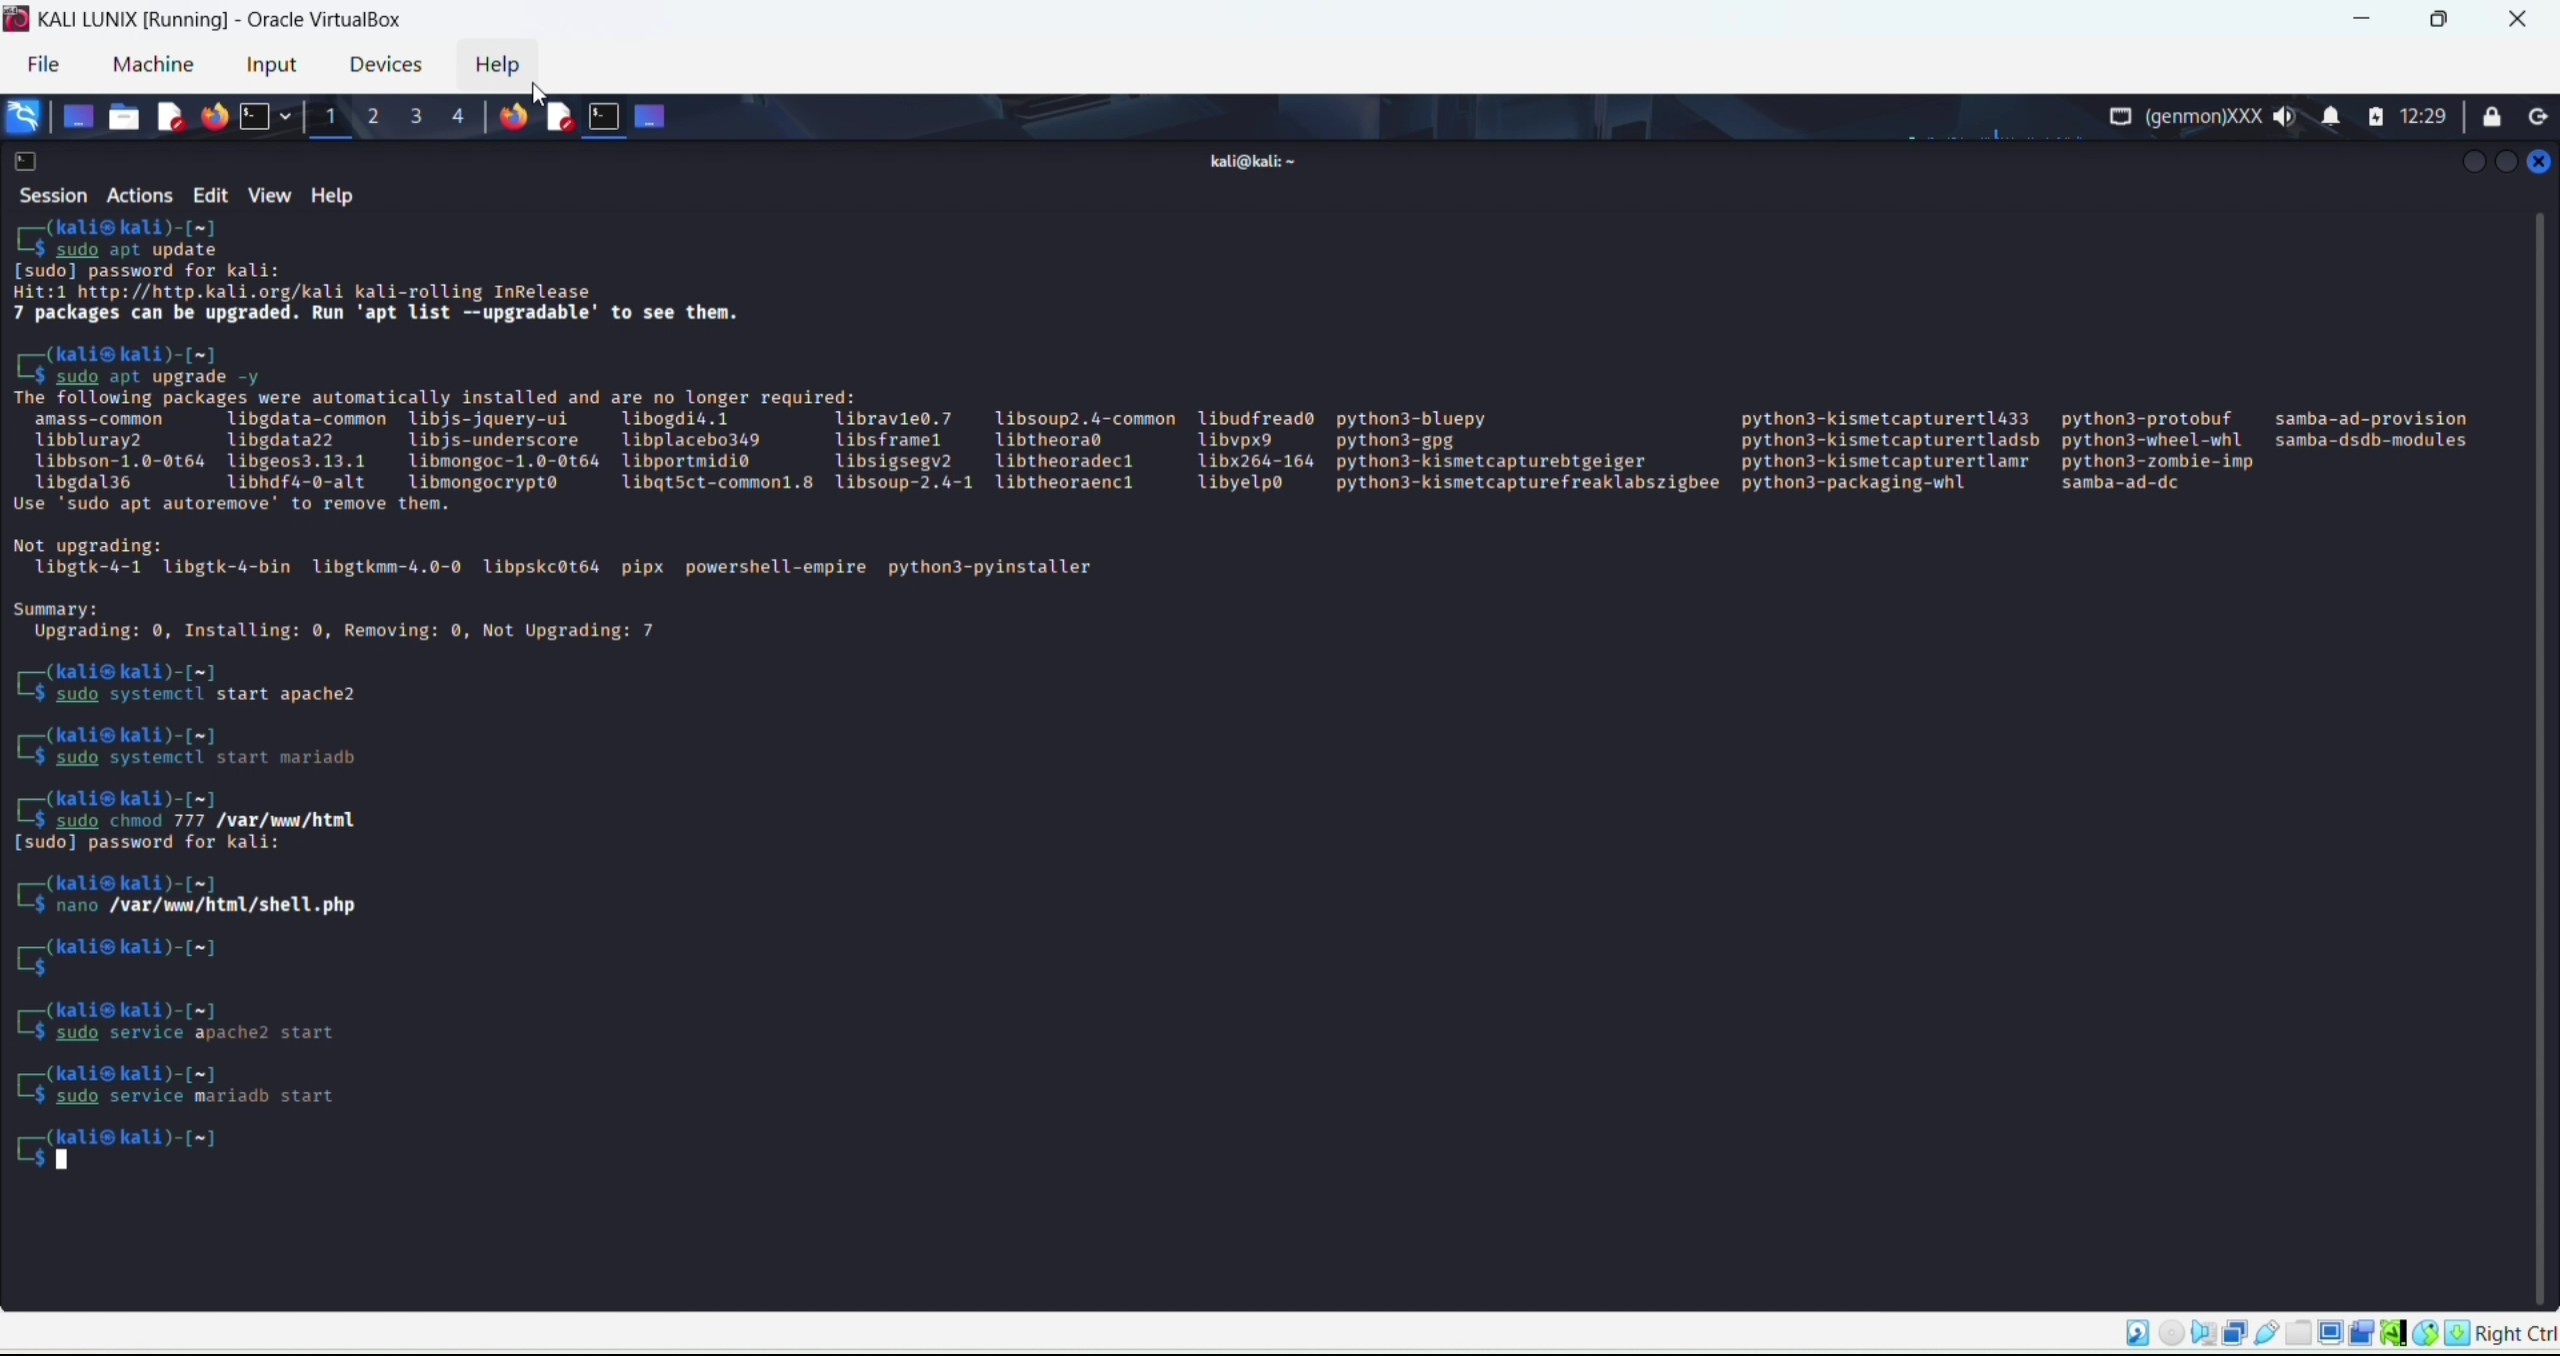 KALI LUNIX [Running] - Oracle VirtualBox
File Machine Input Devices Help
1 2 3 4 (genmon)XXX 12:29
kali@kali: ~
Session Actions Edit View Help
┌──(kali㉿kali)-[~]
└─$ sudo apt update
[sudo] password for kali:
Hit:1 http://http.kali.org/kali kali-rolling InRelease
7 packages can be upgraded. Run 'apt list --upgradable' to see them.
┌──(kali㉿kali)-[~]
└─$ sudo apt upgrade -y
The following packages were automatically installed and are no longer required:
amass-common libgdata-common libjs-jquery-ui libogdi4.1 librav1e0.7 libsoup2.4-common libudfread0 python3-bluepy python3-kismetcapturertl433 python3-protobuf samba-ad-provision
libbluray2 libgdata22 libjs-underscore libplacebo349 libsframe1 libtheora0 libvpx9 python3-gpg python3-kismetcapturertladsb python3-wheel-whl samba-dsdb-modules
libbson-1.0-0t64 libgeos3.13.1 libmongoc-1.0-0t64 libportmidi0 libsigsegv2 libtheoradec1 libx264-164 python3-kismetcapturebtgeiger python3-kismetcapturertlamr python3-zombie-imp
libgdal36 libhdf4-0-alt libmongocrypt0 libqt5ct-common1.8 libsoup-2.4-1 libtheoraenc1 libyelp0 python3-kismetcapturefreaklabszigbee python3-packaging-whl samba-ad-dc
Use 'sudo apt autoremove' to remove them.
Not upgrading:
libgtk-4-1 libgtk-4-bin libgtkmm-4.0-0 libpskc0t64 pipx powershell-empire python3-pyinstaller
Summary:
Upgrading: 0, Installing: 0, Removing: 0, Not Upgrading: 7
┌──(kali㉿kali)-[~]
└─$ sudo systemctl start apache2
┌──(kali㉿kali)-[~]
└─$ sudo systemctl start mariadb
┌──(kali㉿kali)-[~]
└─$ sudo chmod 777 /var/www/html
[sudo] password for kali:
┌──(kali㉿kali)-[~]
└─$ nano /var/www/html/shell.php
┌──(kali㉿kali)-[~]
└─$
┌──(kali㉿kali)-[~]
└─$ sudo service apache2 start
┌──(kali㉿kali)-[~]
└─$ sudo service mariadb start
┌──(kali㉿kali)-[~]
└─$
Right Ctrl